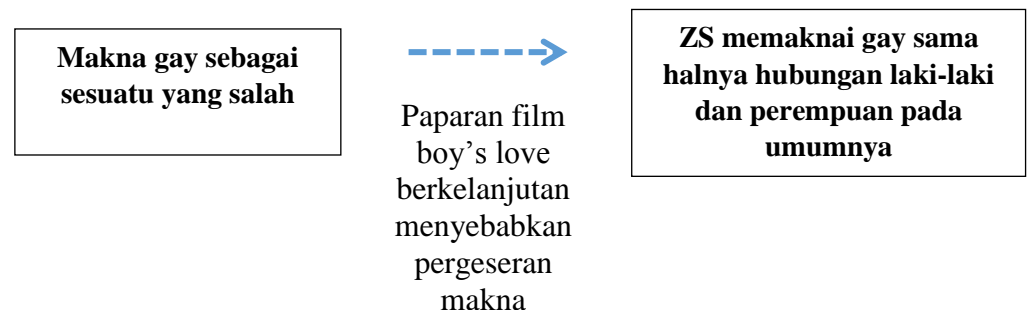 Makna gay sebagai
sesuatu yang salah
Paparan film
boy's love
berkelanjutan
menyebabkan
pergeseran
makna
ZS memaknai gay sama
halnya hubungan laki-laki
dan perempuan pada
umumnya